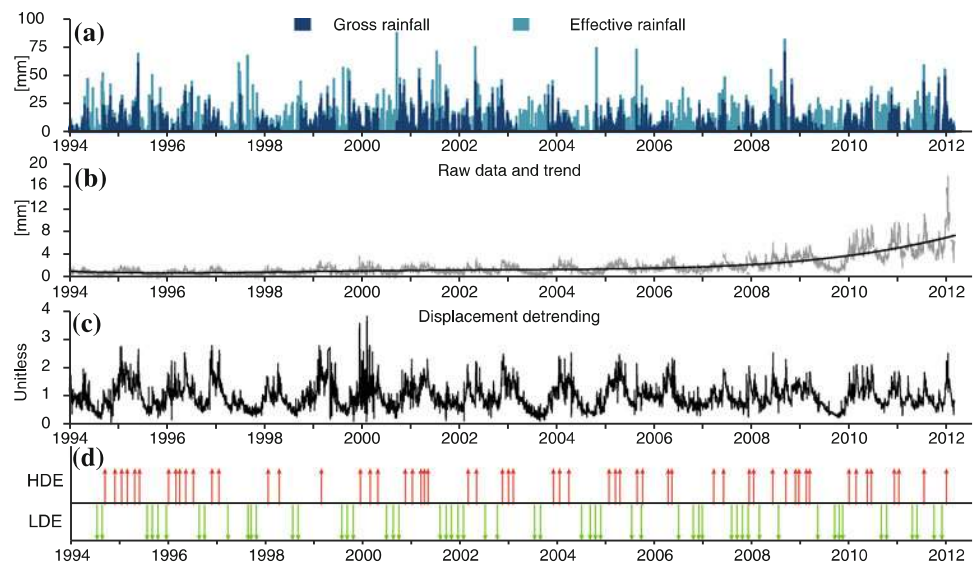 (a)
Gross rainfall
Effective rainfall
[mm]
100
75
50
25
0
1994 1996 1998 2000 2002 2004 2006 2008 2010 2012
(b)
Raw data and trend
[mm]
20
16
12
8
4
0
1994 1996 1998 2000 2002 2004 2006 2008 2010 2012
(c)
Displacement detrending
Unitless
4
3
2
1
0
1994 1996 1998 2000 2002 2004 2006 2008 2010 2012
(d)
HDE
LDE
1994 1996 1998 2000 2002 2004 2006 2008 2010 2012